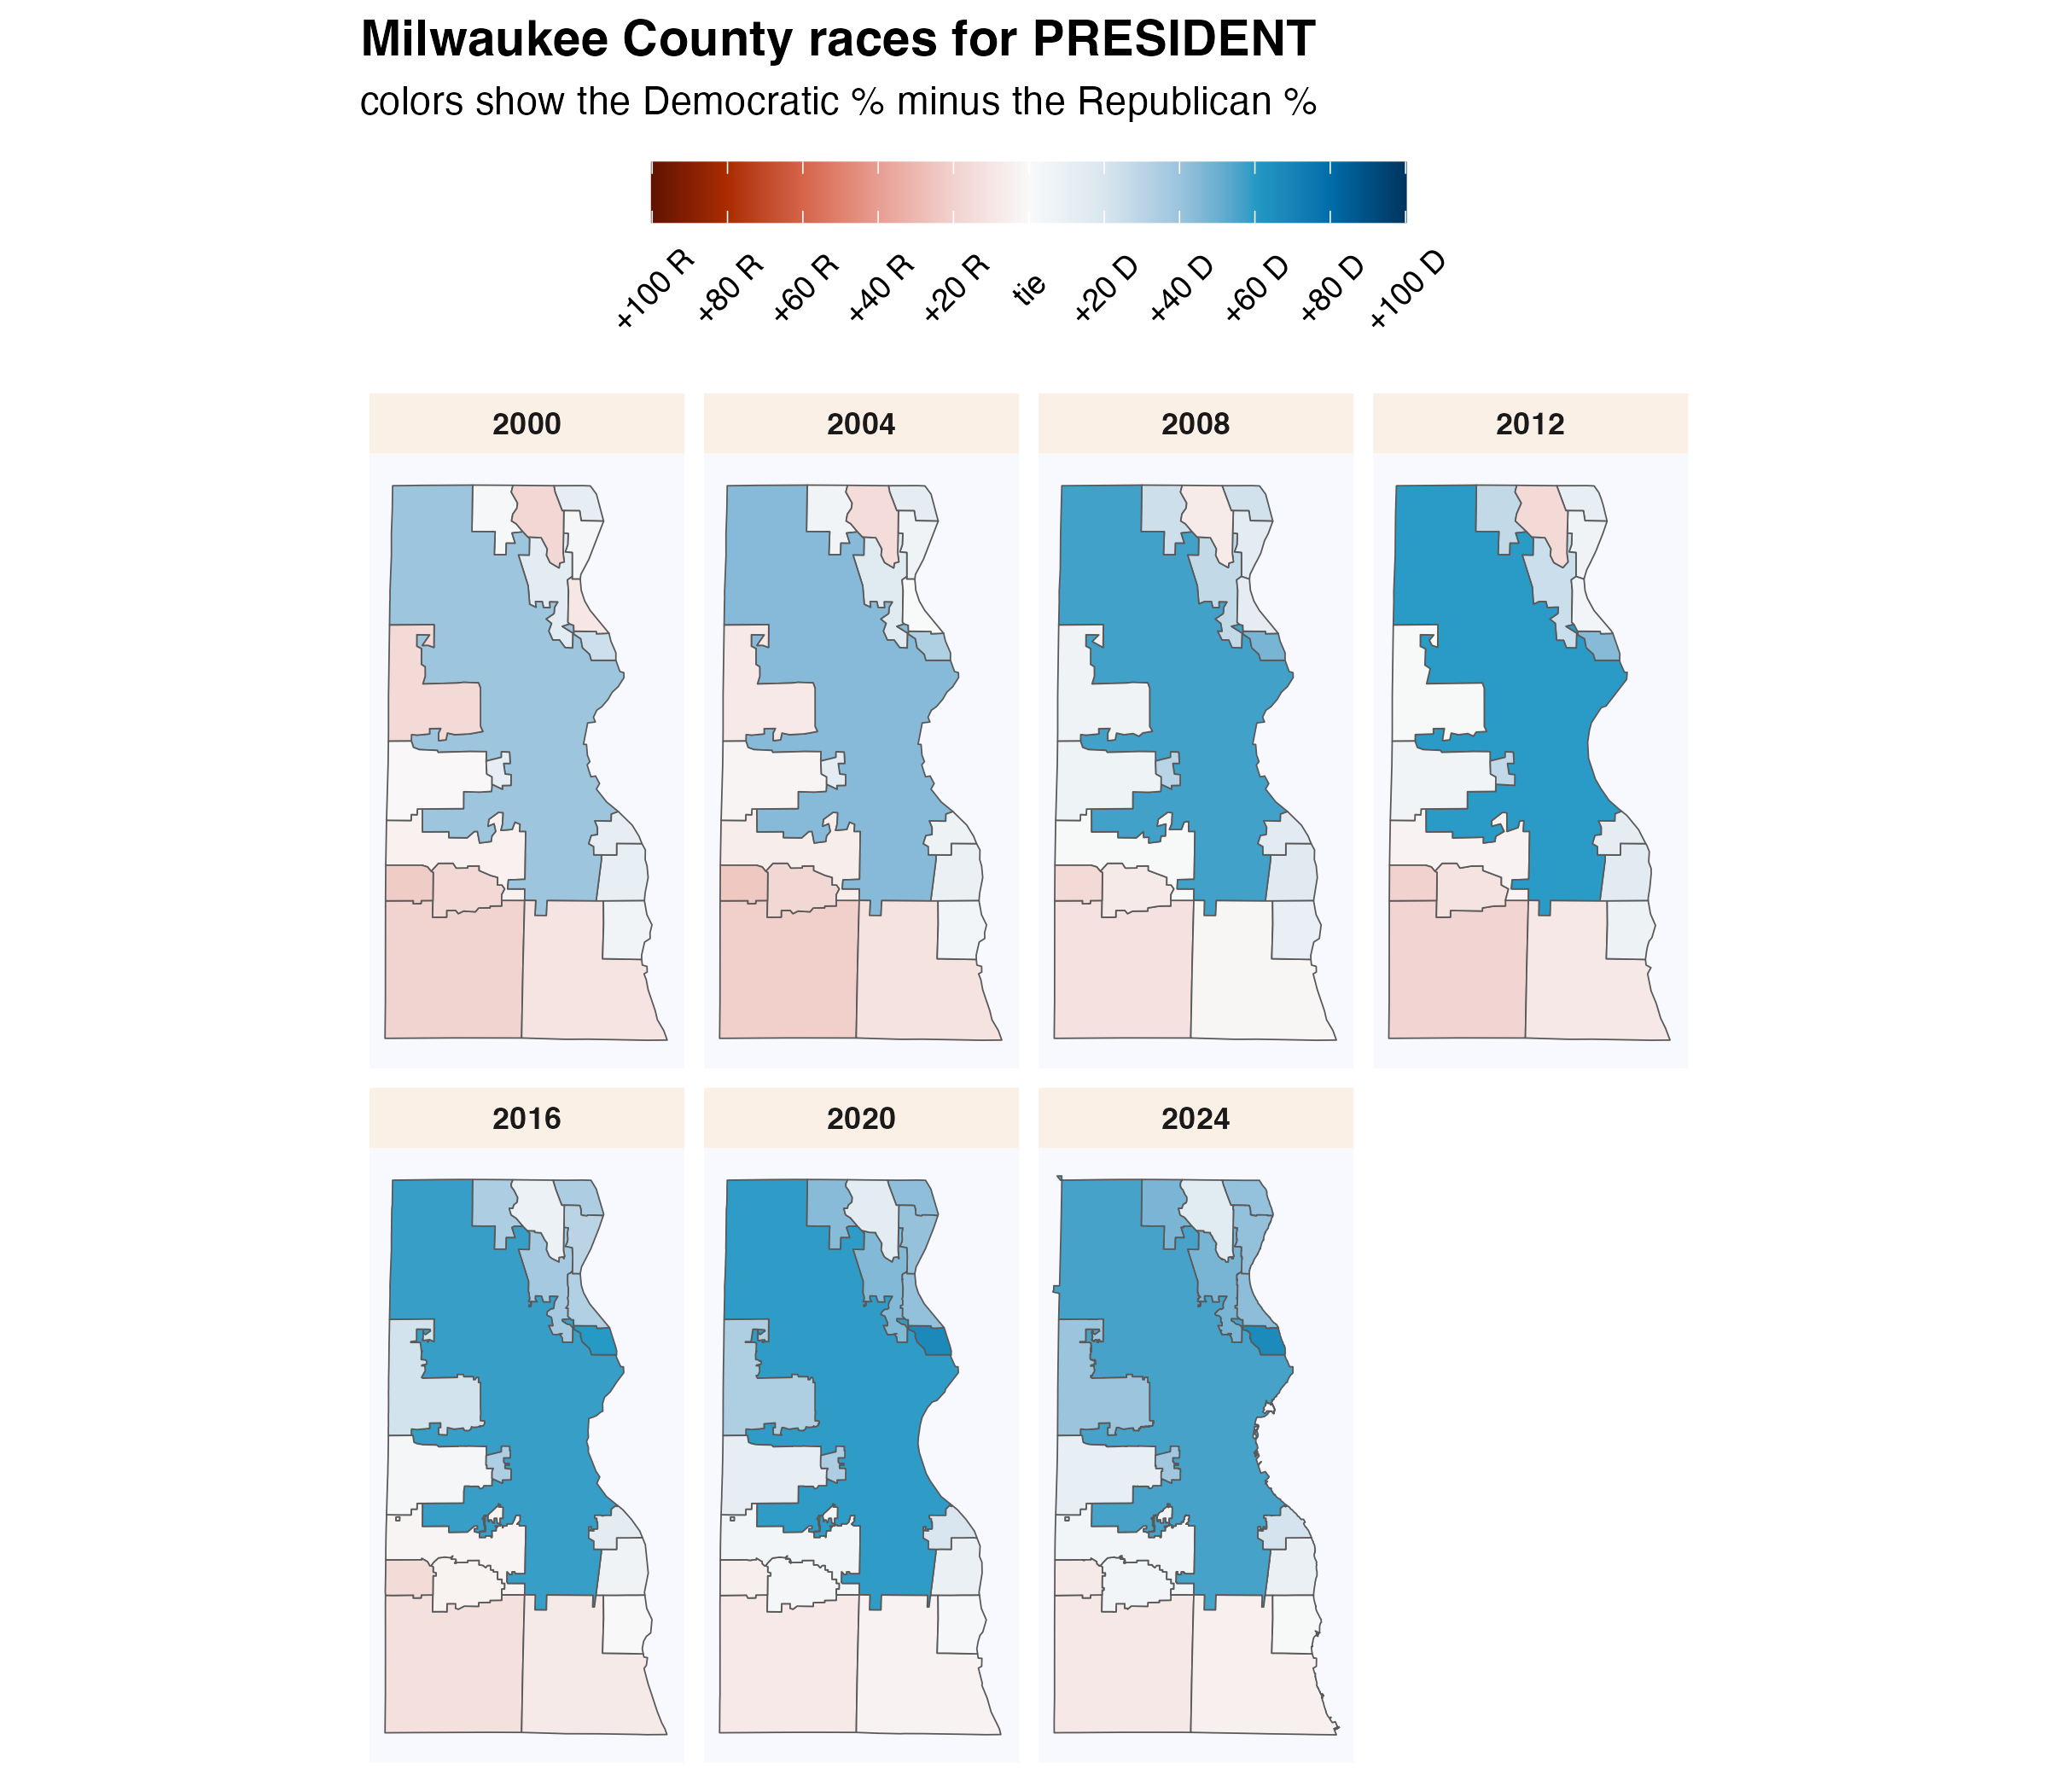 Milwaukee County races for PRESIDENT
colors show the Democratic % minus the Republican %
+100 R +80 R +60 R +40 R +20 R tie +20 D +40 D +60 D +80 D +100 D
2000 2004 2008 2012
2016 2020 2024